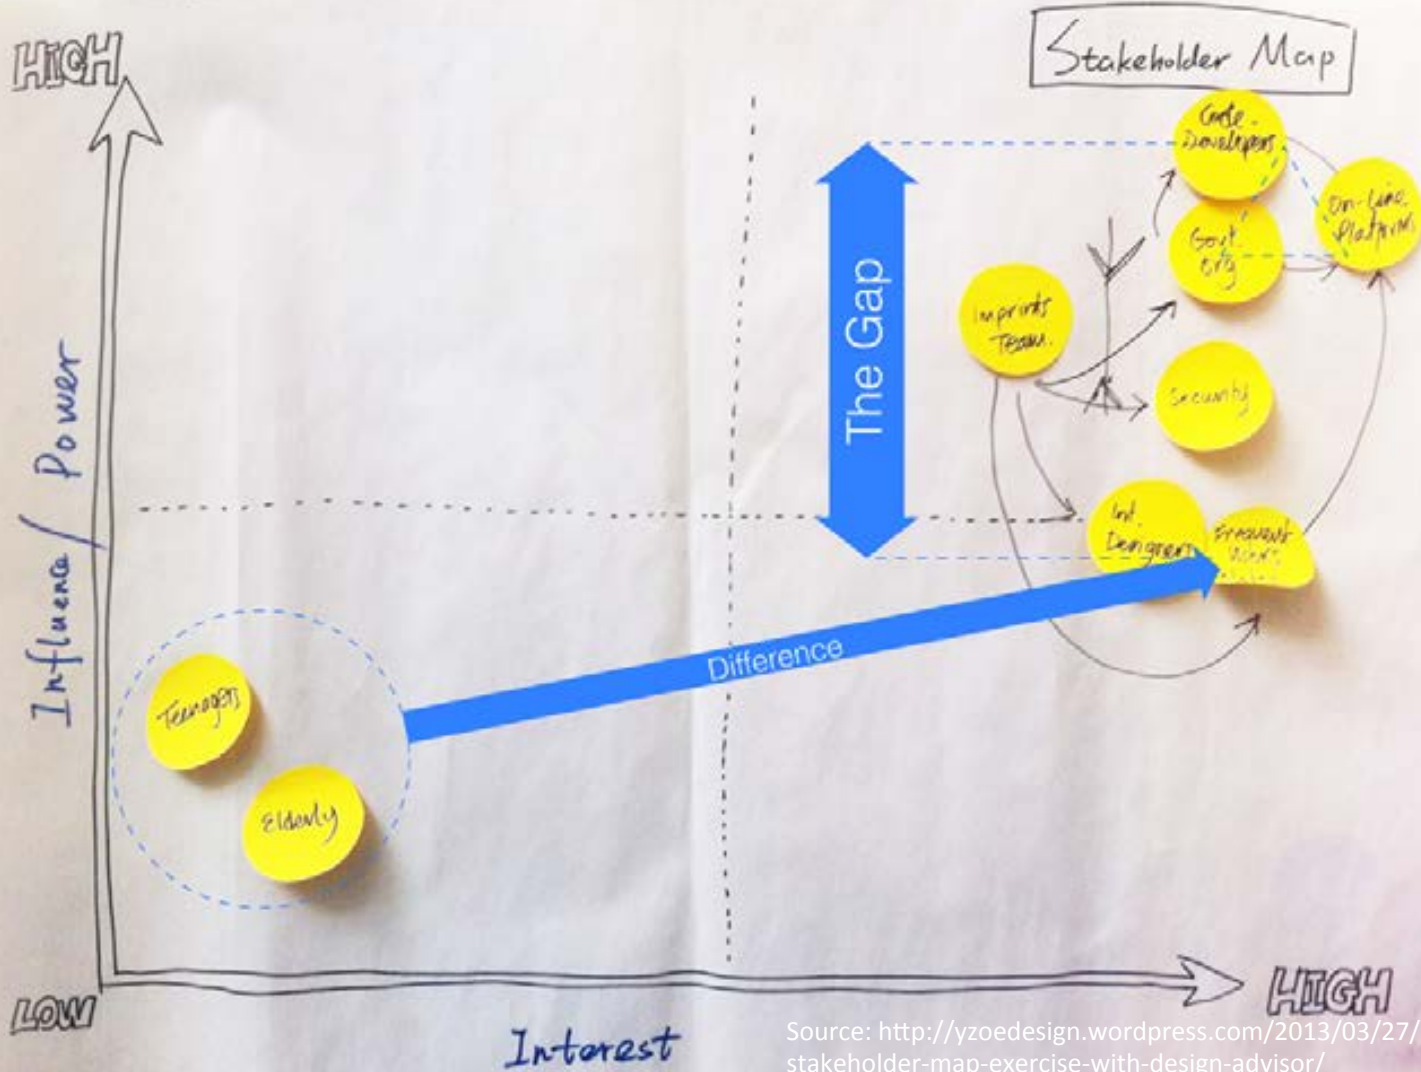 HIGH
Stakeholder Map
Code.
Developers
On-Line
Platform
Govt.
Org
Imprints
Team.
The Gap
Security
Influence / Power
Int.
Designers
Frequent
Users
Difference
Teenagers
Elderly
LOW
HIGH
Interest
Source: http://yzoedesign.wordpress.com/2013/03/27/
stakeholder-map-exercise-with-design-advisor/